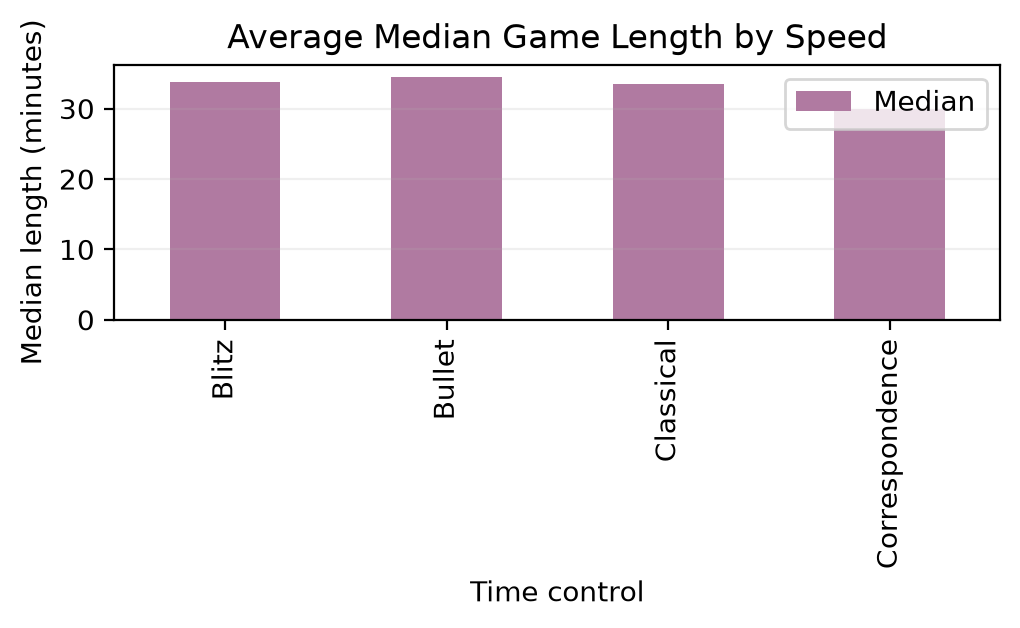 Average Median Game Length by Speed
Median length (minutes)
30
20
10
0
Median
Blitz
Bullet
Classical
Correspondence
Time control